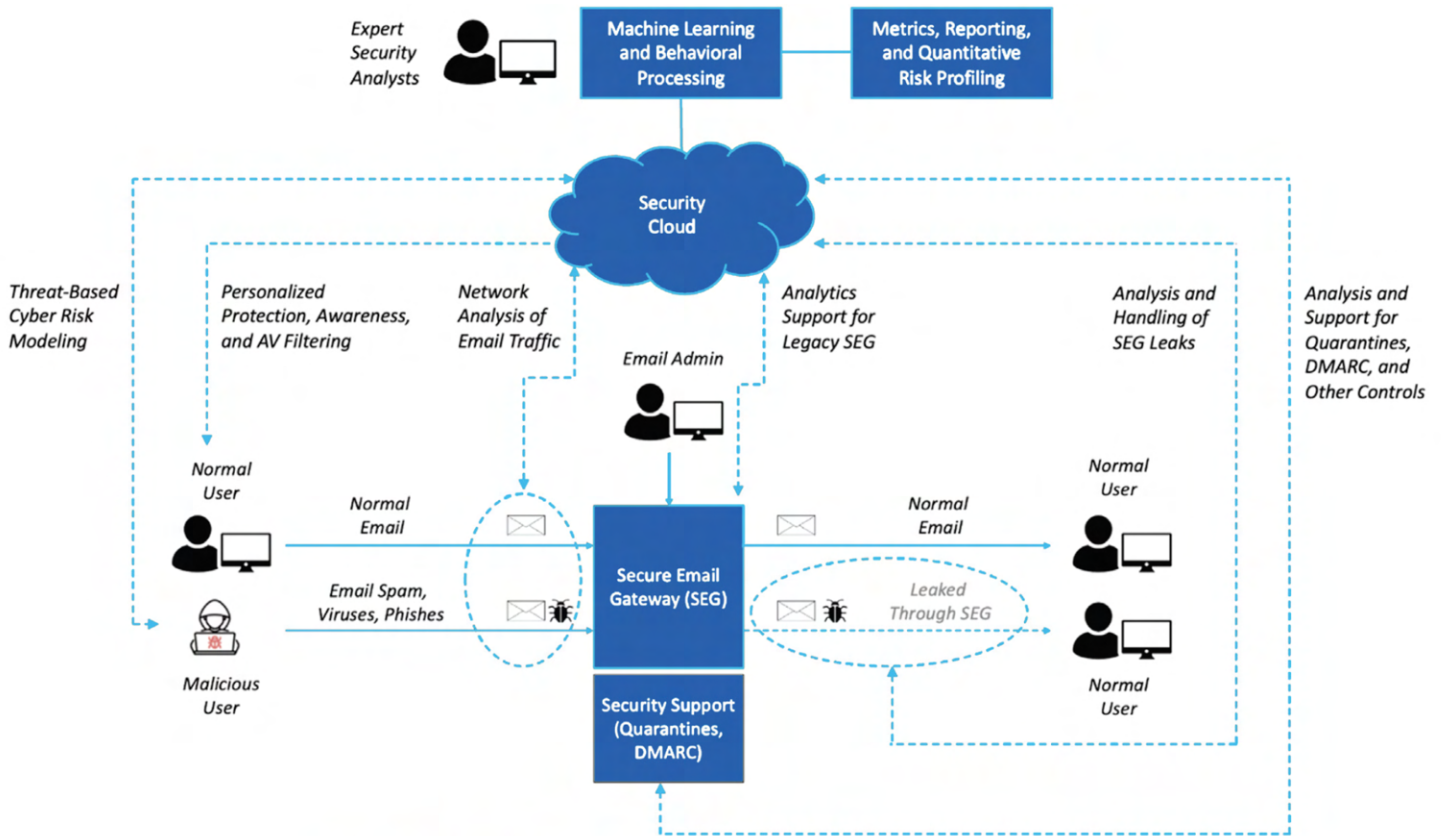 Expert
Security
Analysts
Machine Learning
and Behavioral
Processing
Metrics, Reporting,
and Quantitative
Risk Profiling
Security
Cloud
Threat-Based
Cyber Risk
Modeling
Personalized
Protection, Awareness,
and AV Filtering
Network
Analysis of
Email Traffic
Analytics
Support for
Legacy SEG
Analysis and
Handling of
SEG Leaks
Analysis and
Support for
Quarantines,
DMARC, and
Other Controls
Email Admin
Normal
User
Normal
Email
Email Spam,
Viruses, Phishes
Malicious
User
Secure Email
Gateway (SEG)
Security Support
(Quarantines,
DMARC)
Normal
Email
Leaked
Through SEG
Normal
User
Normal
User